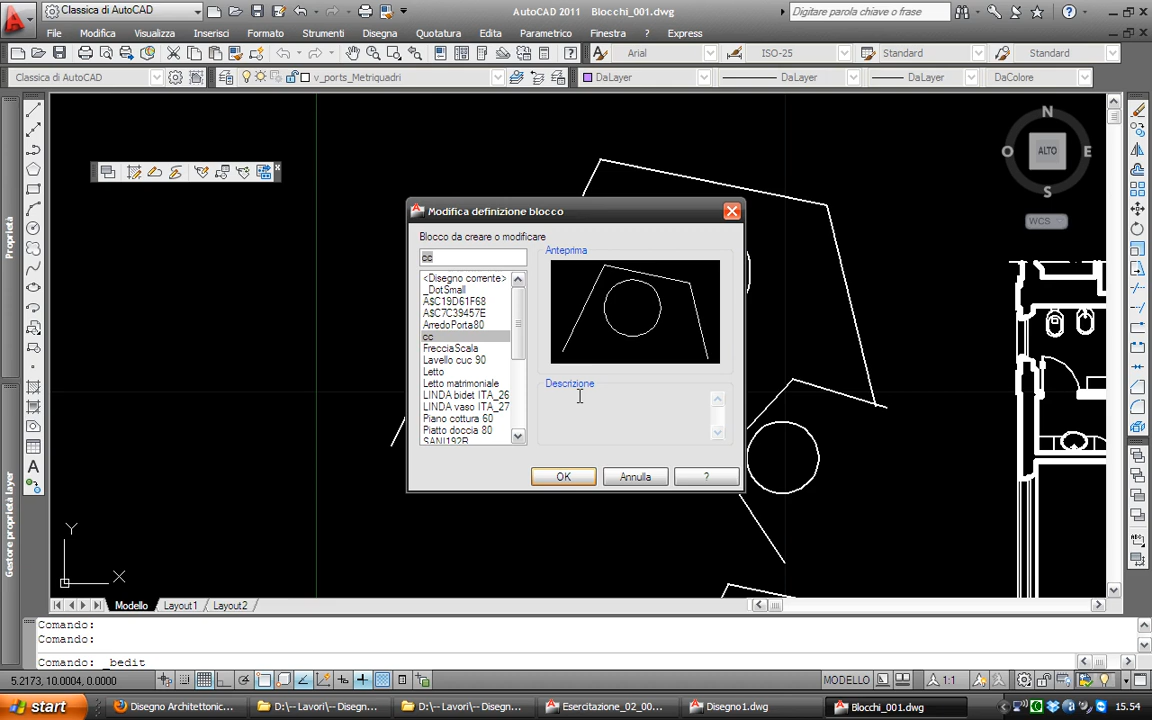 Classica di AutoCAD
AutoCAD 2011 Blocchi_001.dwg
Digitare parola chiave o frase
File Modifica Visualizza Inserisci Formato Strumenti Disegna Quotatura Edita Parametrico Finestra ? Express
Arial ISO-25 Standard Standard
Classica di AutoCAD v_ports_Metriquadri DaLayer DaLayer DaLayer DaColore
Proprietà
Gestore proprietà layer
N
O ALTO E
S
WCS
Modifica definizione blocco
Blocco da creare o modificare
cc
<Disegno corrente>
_DotSmall
A$C19D61F68
A$C7C39457E
ArredoPorta80
cc
FrecciaScala
Lavello cuc 90
Letto
Letto matrimoniale
LINDA bidet ITA_26
LINDA vaso ITA_27
Piano cottura 60
Piatto doccia 80
SANI192R
Anteprima
Descrizione
OK Annulla ?
Y
X
Modello Layout1 Layout2
Comando:
Comando:
Comando: _bedit
5.2173, 10.0004, 0.0000 MODELLO 1:1
start Disegno Architettonic... D:\-- Lavori\-- Disegn... D:\-- Lavori\-- Disegn... Esercitazione_02_00... Disegno1.dwg Blocchi_001.dwg 15.54